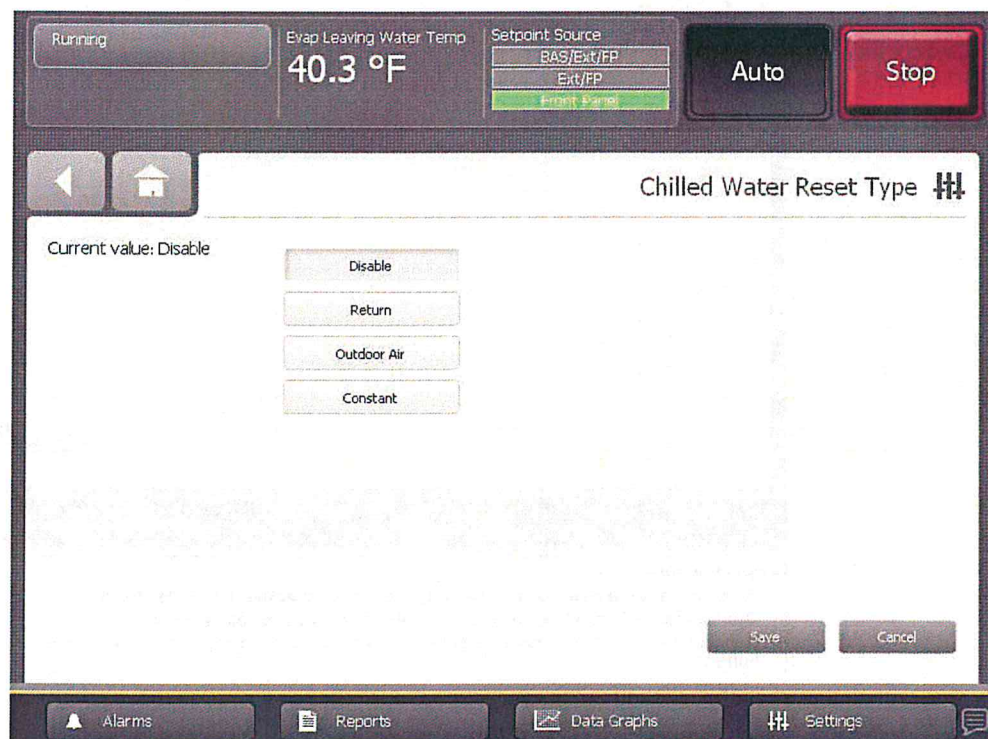 Running
Evap Leaving Water Temp
40.3 °F
Setpoint Source
BAS/Ext/FP
Ext/FP
Front Panel
Auto
Stop
Chilled Water Reset Type
Current value: Disable
Disable
Return
Outdoor Air
Constant
Save
Cancel
Alarms
Reports
Data Graphs
Settings